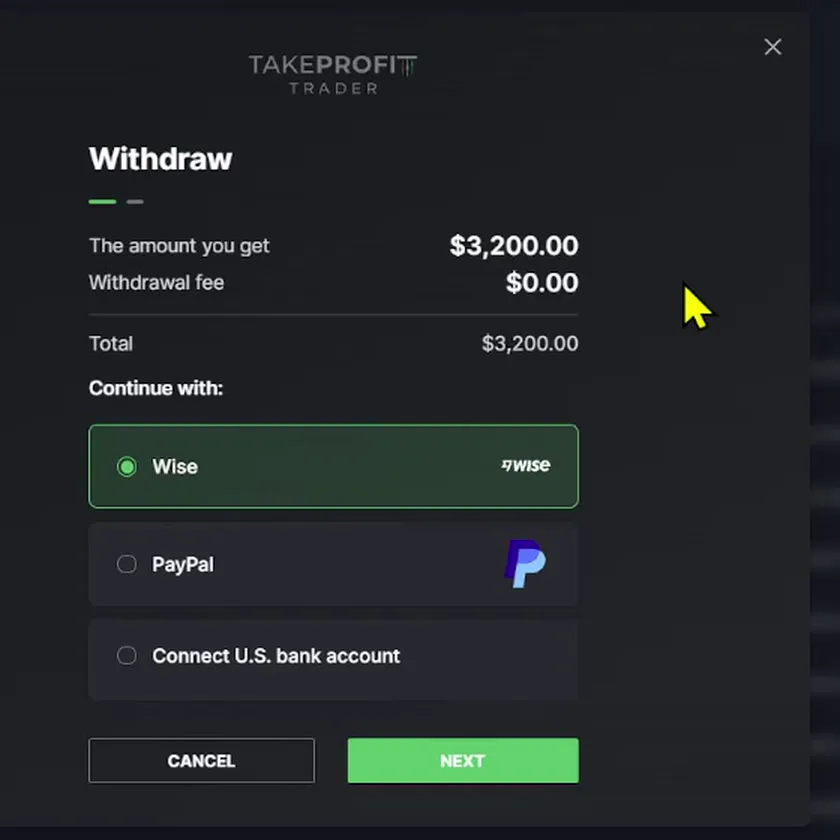 TAKEPROFIT
TRADER
Withdraw
The amount you get $3,200.00
Withdrawal fee $0.00
Total $3,200.00
Continue with:
Wise WISE
PayPal
Connect U.S. bank account
CANCEL NEXT